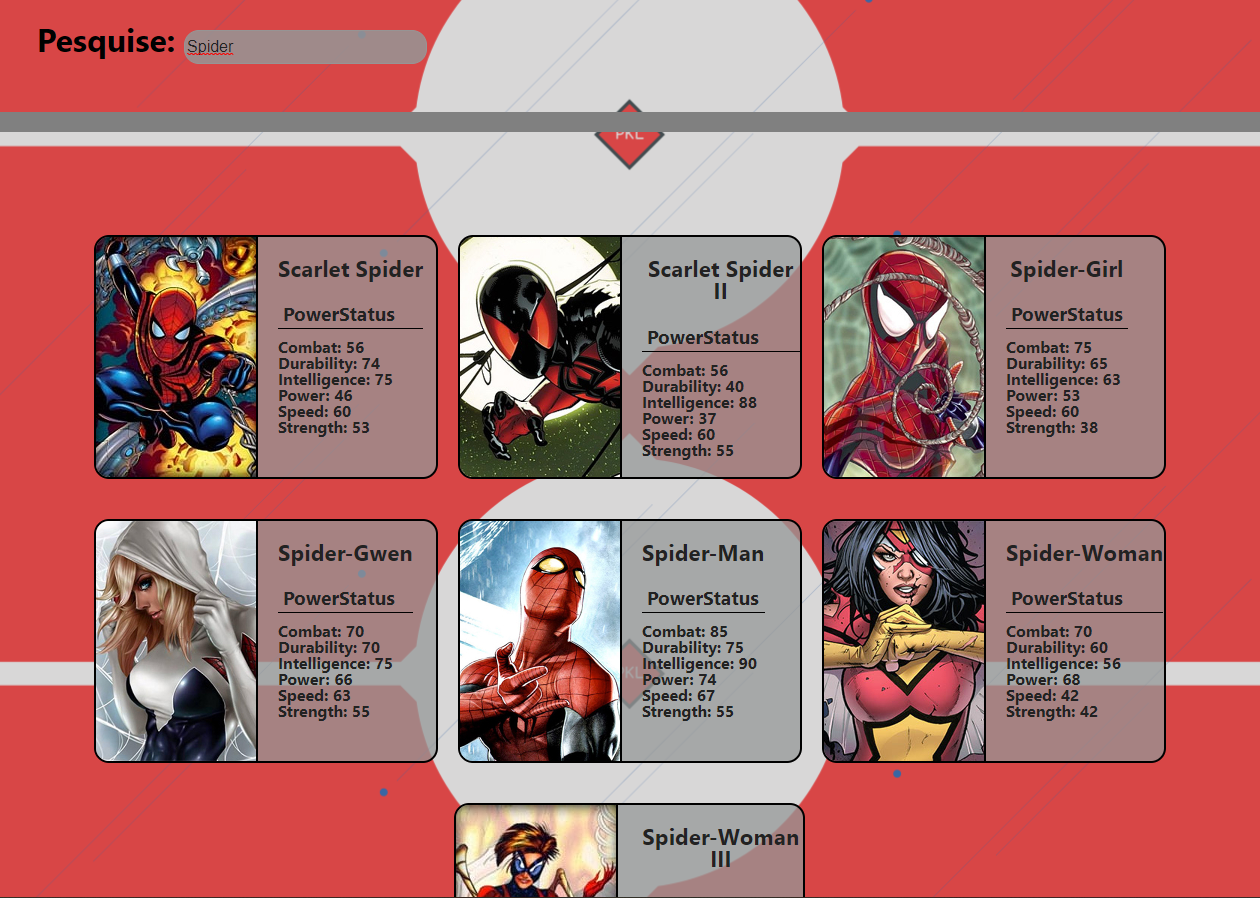 Pesquise: Spider
PKL
Scarlet Spider
PowerStatus
Combat: 56
Durability: 74
Intelligence: 75
Power: 46
Speed: 60
Strength: 53
Scarlet Spider
II
PowerStatus
Combat: 56
Durability: 40
Intelligence: 88
Power: 37
Speed: 60
Strength: 55
Spider-Girl
PowerStatus
Combat: 75
Durability: 65
Intelligence: 63
Power: 53
Speed: 60
Strength: 38
Spider-Gwen
PowerStatus
Combat: 70
Durability: 70
Intelligence: 75
Power: 66
Speed: 63
Strength: 55
Spider-Man
PowerStatus
Combat: 85
Durability: 75
Intelligence: 90
Power: 74
Speed: 67
Strength: 55
PKL
Spider-Woman
PowerStatus
Combat: 70
Durability: 60
Intelligence: 56
Power: 68
Speed: 42
Strength: 42
Spider-Woman
III